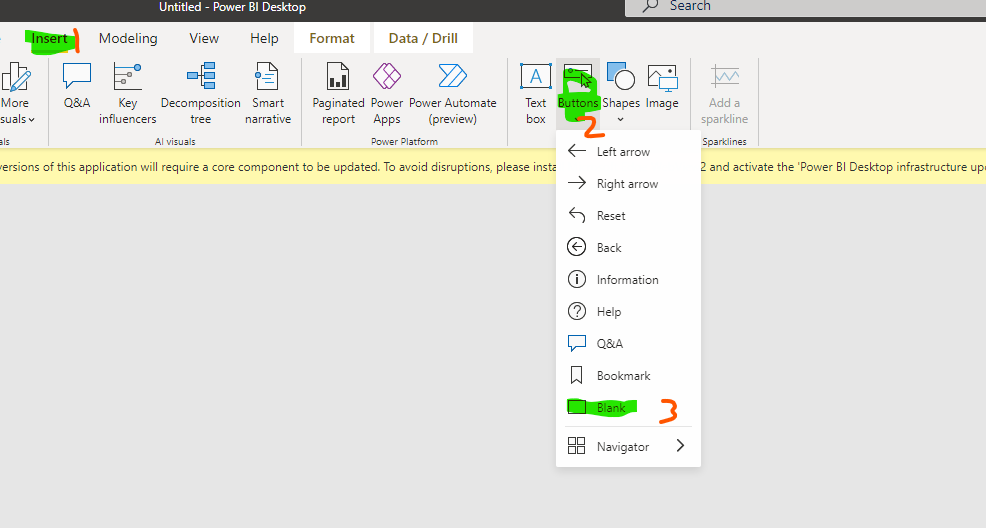 Untitled - Power BI Desktop
Search
Insert 1 Modeling View Help Format Data / Drill
More
suals
Q&A
Key
influencers
Decomposition
tree
Smart
narrative
Paginated
report
Power
Apps
Power Automate
(preview)
Text
box
Buttons
Shapes
Image
Add a
sparkline
als
AI visuals
Power Platform
Sparklines
2
versions of this application will require a core component to be updated. To avoid disruptions, please insta
2 and activate the 'Power BI Desktop infrastructure up
Left arrow
Right arrow
Reset
Back
Information
Help
Q&A
Bookmark
Blank 3
Navigator